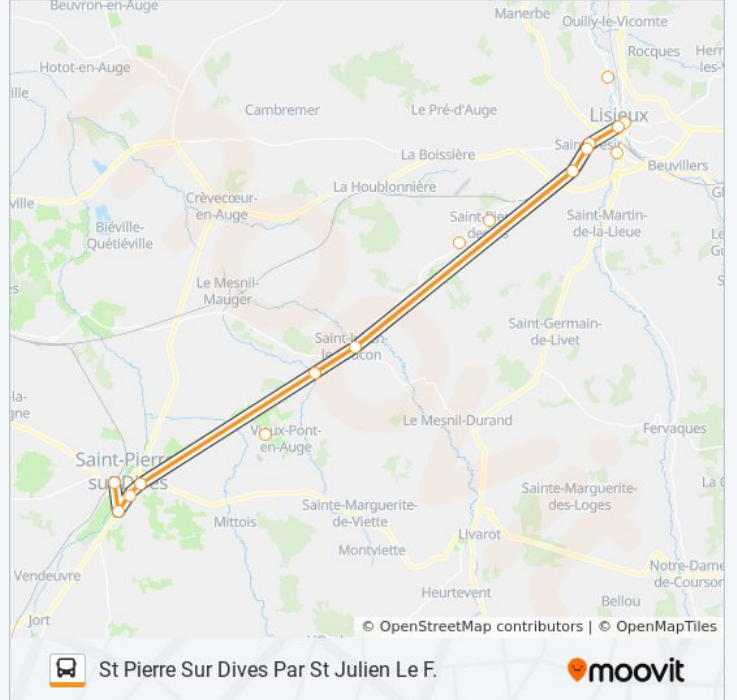 Beuvron-en-Auge
Manerbe
Ouilly-le-Vicomte
Rocques
Hotot-en-Auge
Cambremer
Le Pré-d'Auge
Lisieux
La Boissière
Beuvillers
La Houblonnière
Crèvecœur-
en-Auge
Biéville-
Quétiéville
Saint-Martin-
de-la-Lieue
Le Mesnil-
Mauger
Saint-Germain-
de-Livet
Le Mesnil-Durand
Fervaques
en-Auge
Saint-Pierre
Sainte-Marguerite-
des-Loges
Sainte-Marguerite-
de-Viette
Mittois
Livarot
Montviette
Vendeuvre
Notre-Dame
de-Courson
Heurtevent
Bellou
Jort
© OpenStreetMap contributors | © OpenMapTiles
St Pierre Sur Dives Par St Julien Le F.
moovit